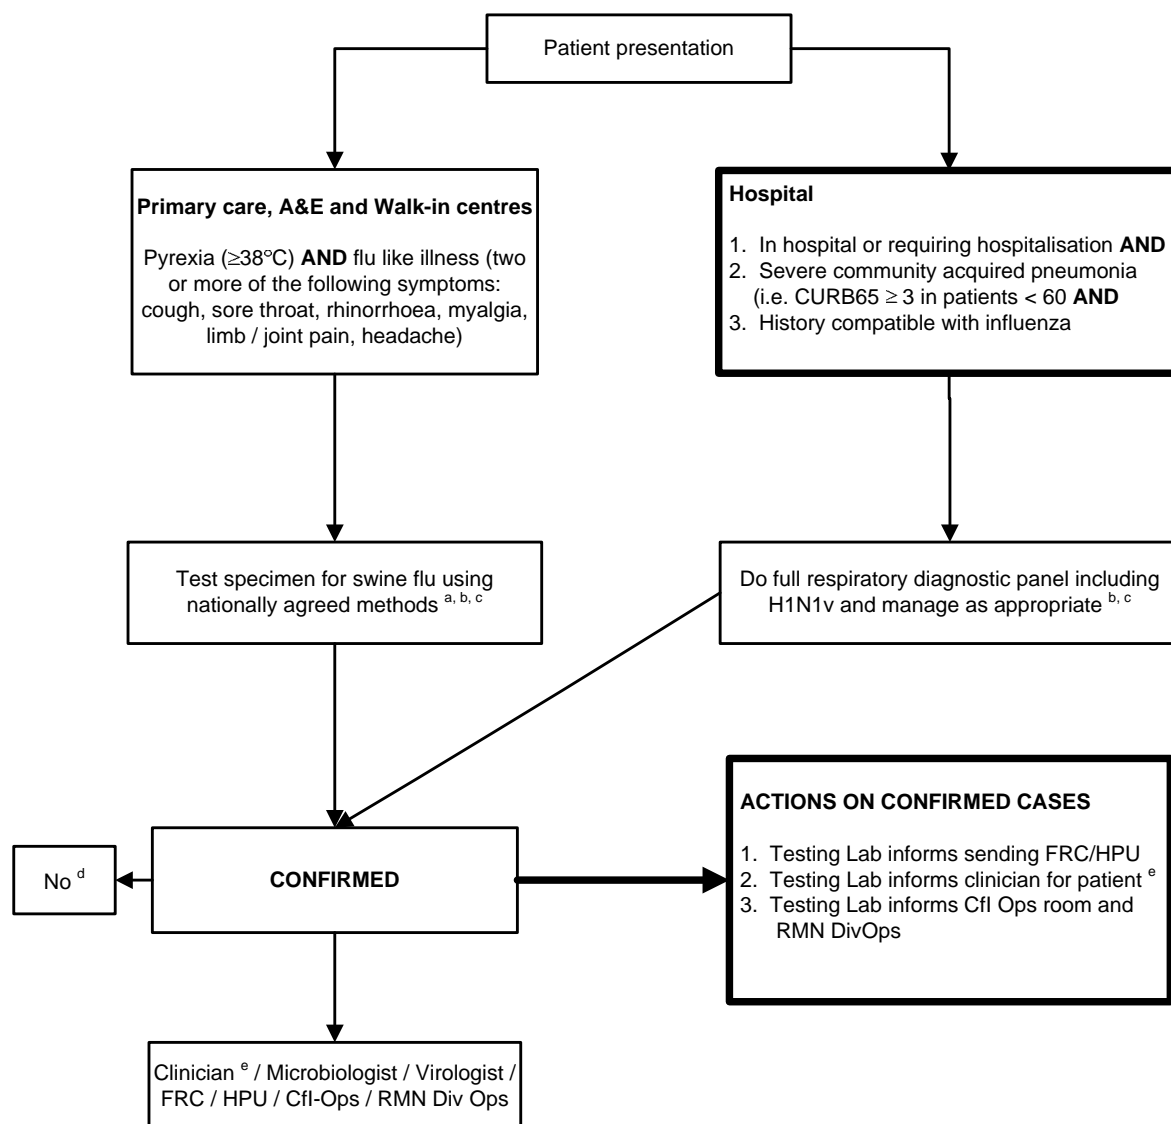 Patient presentation
Primary care, A&E and Walk-in centres
Pyrexia (≥38°C) AND flu like illness (two
or more of the following symptoms:
cough, sore throat, rhinorrhoea, myalgia,
limb / joint pain, headache)
Hospital
1. In hospital or requiring hospitalisation AND
2. Severe community acquired pneumonia
(i.e. CURB65 ≥ 3 in patients < 60 AND
3. History compatible with influenza
Test specimen for swine flu using
nationally agreed methods a, b, c
Do full respiratory diagnostic panel including
H1N1v and manage as appropriate b, c
No d
CONFIRMED
ACTIONS ON CONFIRMED CASES
1. Testing Lab informs sending FRC/HPU
2. Testing Lab informs clinician for patient e
3. Testing Lab informs CfI Ops room and
RMN DivOps
Clinician e / Microbiologist / Virologist /
FRC / HPU / CfI-Ops / RMN Div Ops